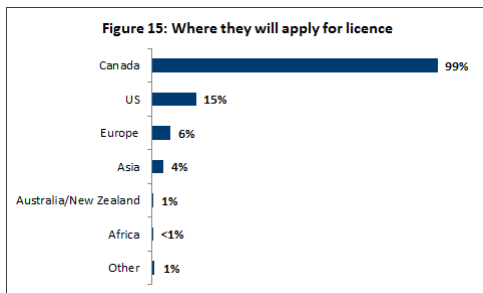 Figure 15: Where they will apply for licence
Canada 99%
US 15%
Europe 6%
Asia 4%
Australia/New Zealand 1%
Africa <1%
Other 1%